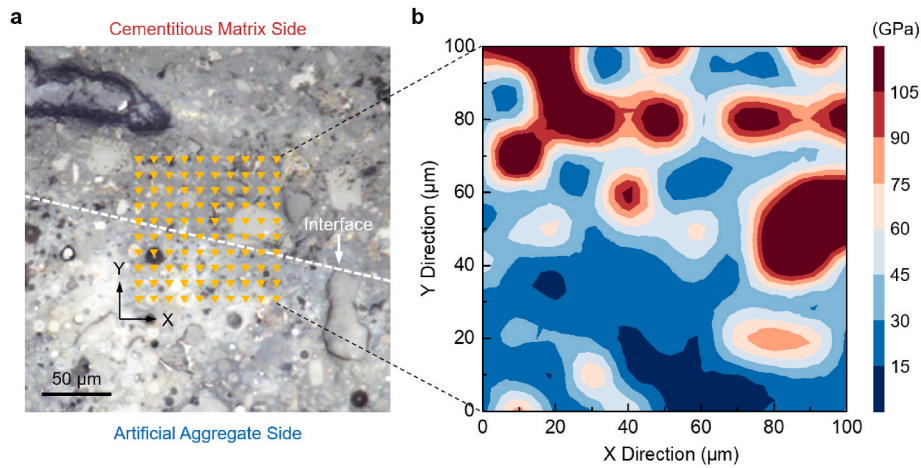 a
Cementitious Matrix Side
Interface
Y
X
50 µm
Artificial Aggregate Side
b
(GPa)
100
80
60
40
20
0
Y Direction (µm)
0 20 40 60 80 100
X Direction (µm)
105
90
75
60
45
30
15